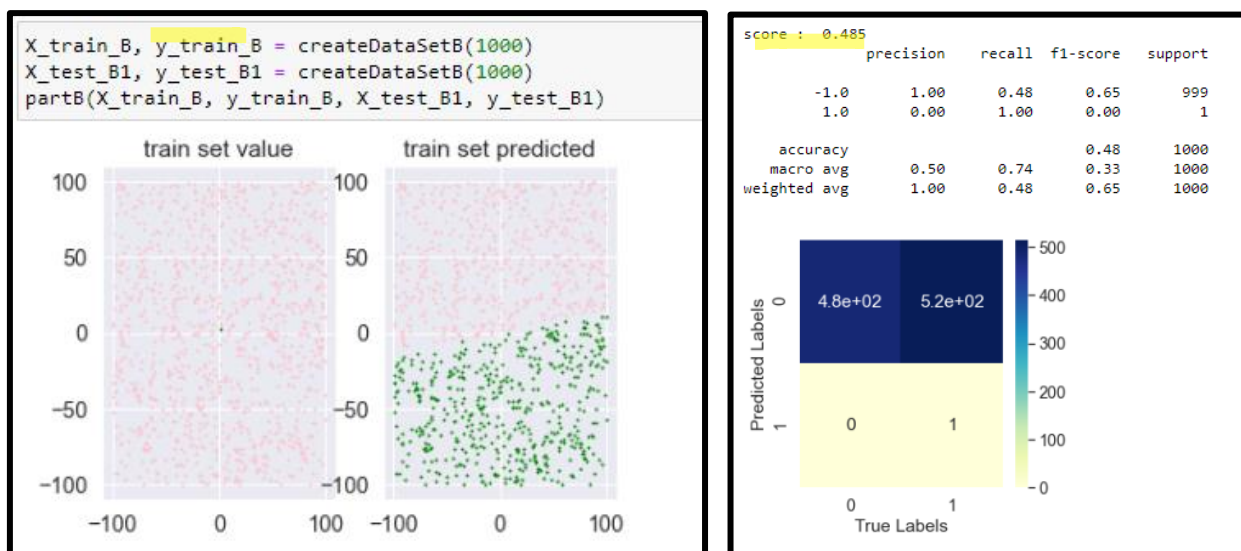 X_train_B, y_train_B = createDataSetB(1000)
X_test_B1, y_test_B1 = createDataSetB(1000)
partB(X_train_B, y_train_B, X_test_B1, y_test_B1)
train set value
train set predicted
100
50
0
−50
−100
−100 0 100
100
50
0
−50
−100
−100 0 100
score : 0.485
precision recall f1-score support
-1.0 1.00 0.48 0.65 999
1.0 0.00 1.00 0.00 1
accuracy 0.48 1000
macro avg 0.50 0.74 0.33 1000
weighted avg 1.00 0.48 0.65 1000
Predicted Labels
0
1
4.8e+02 5.2e+02
0 1
0 1
True Labels
500
400
300
200
100
0